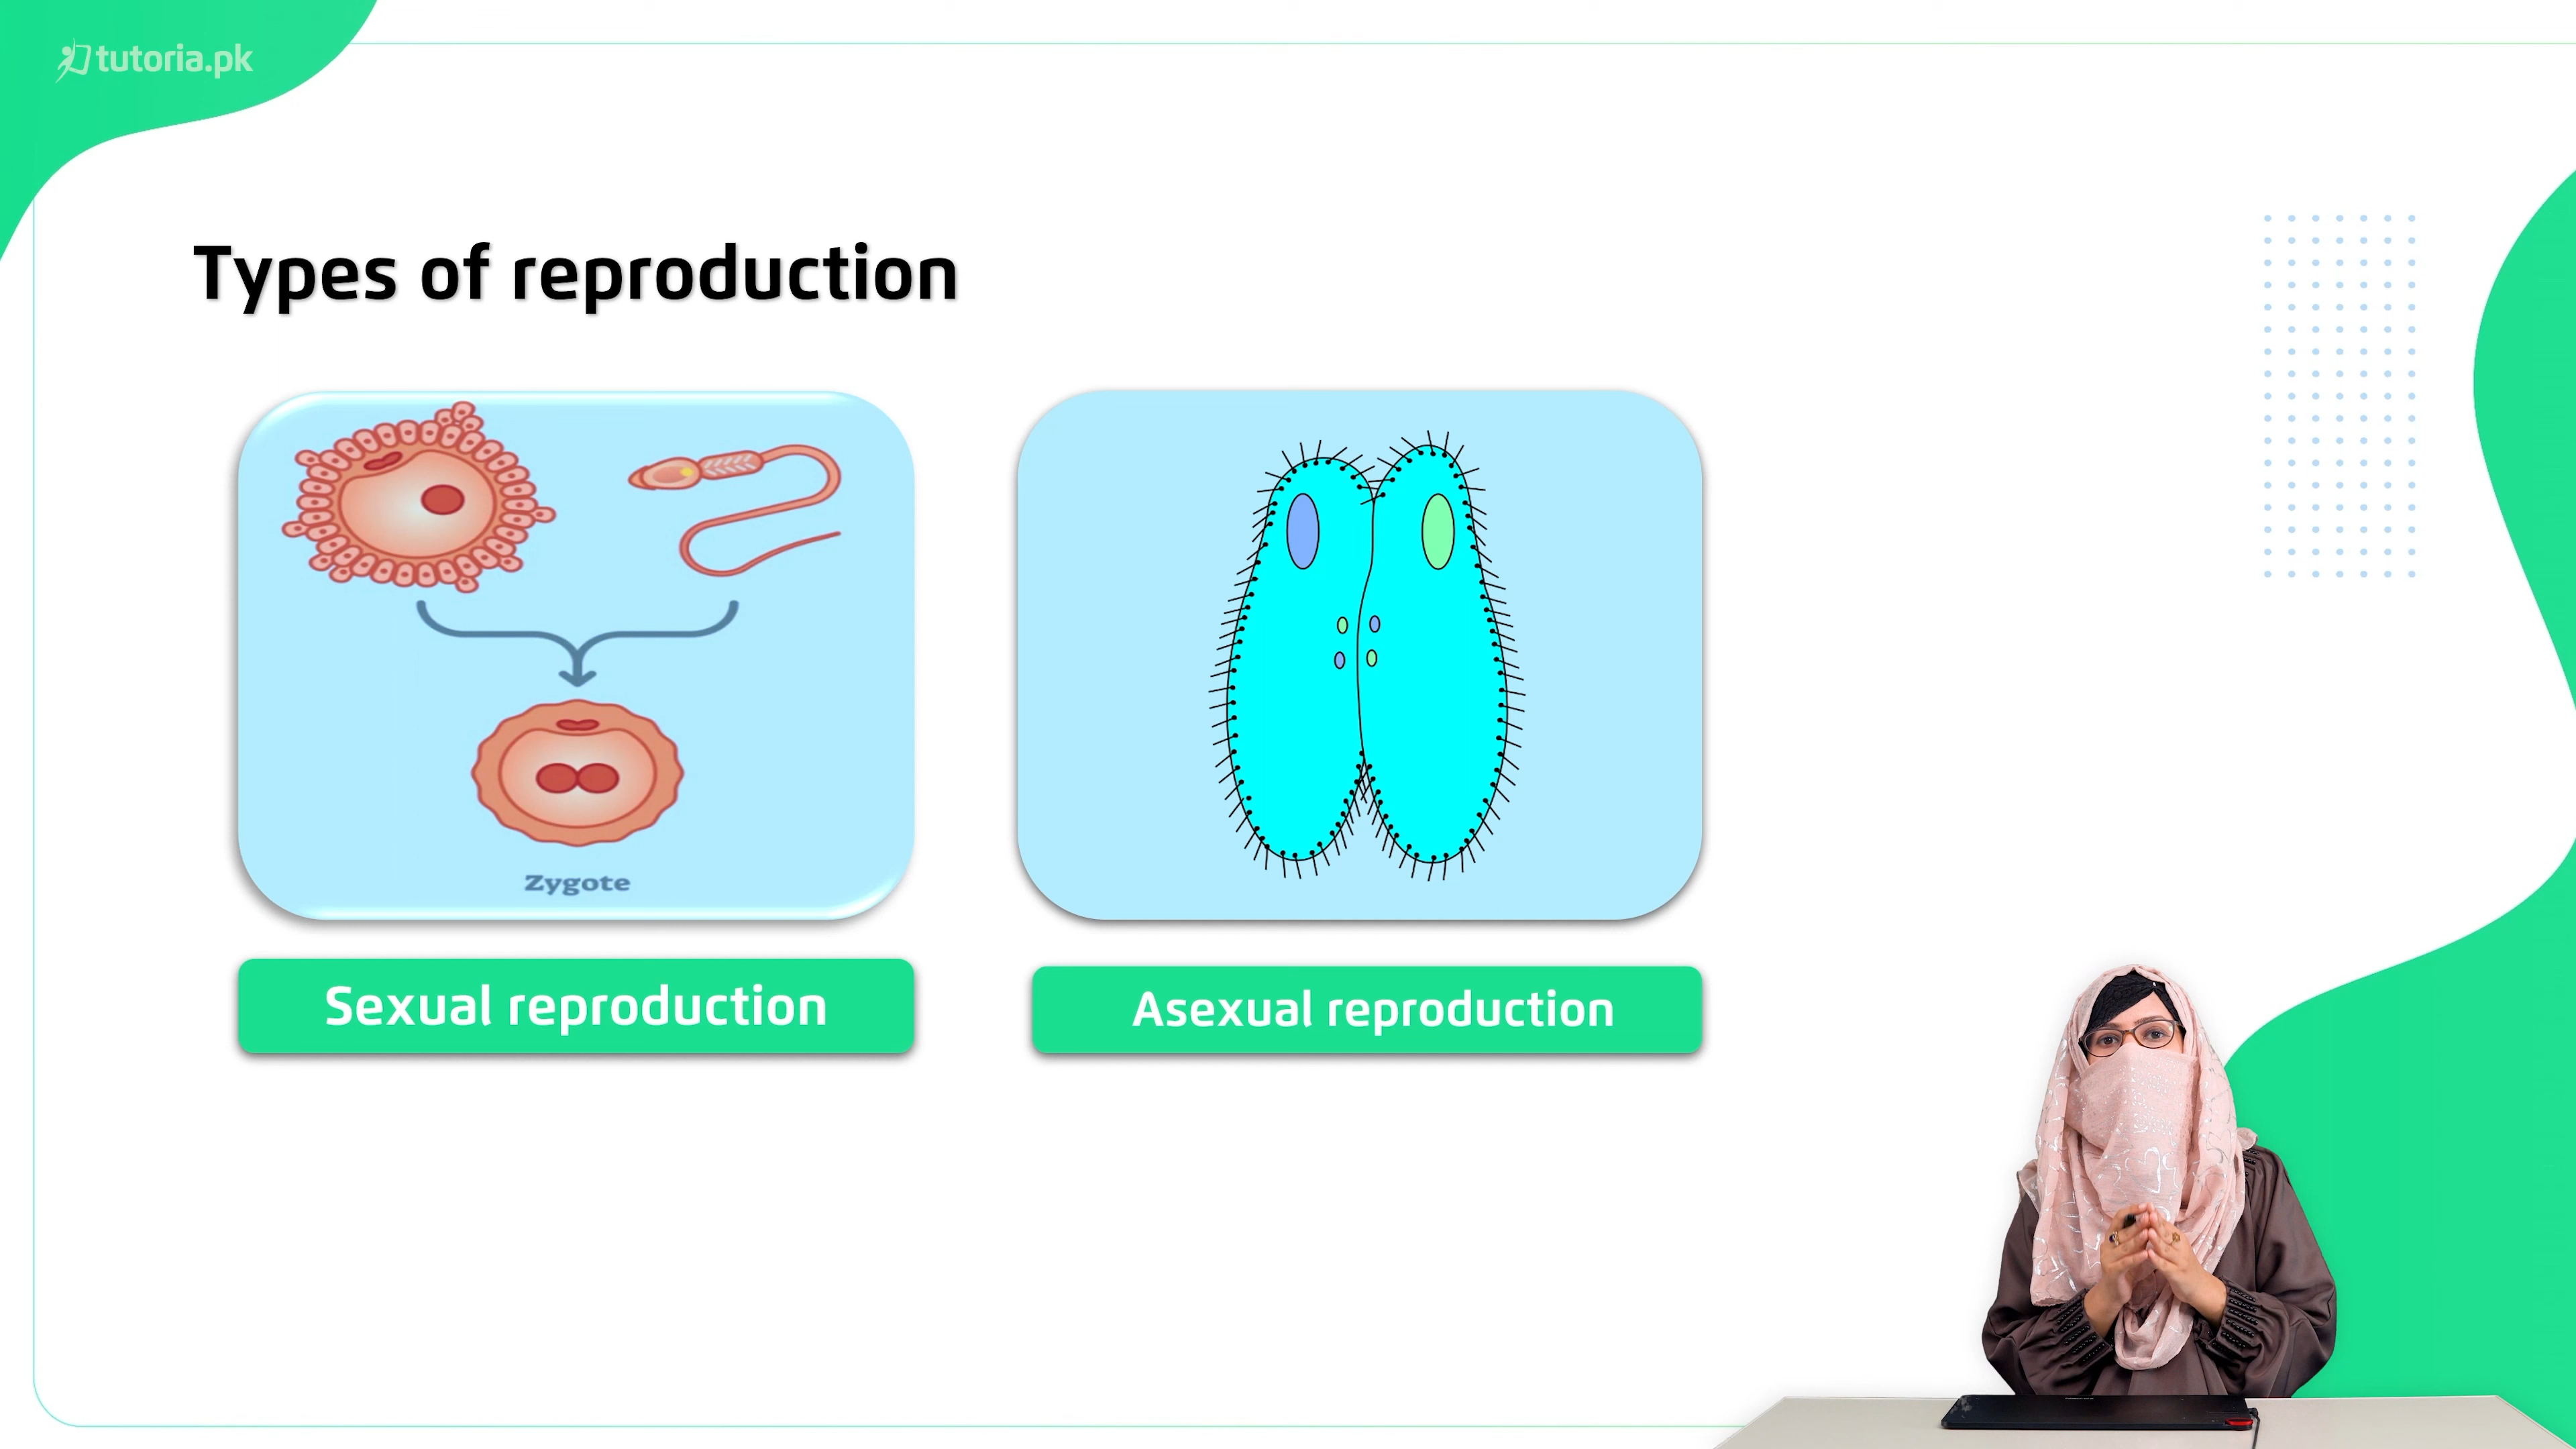 tutoria.pk
Types of reproduction
Zygote
Sexual reproduction
Asexual reproduction